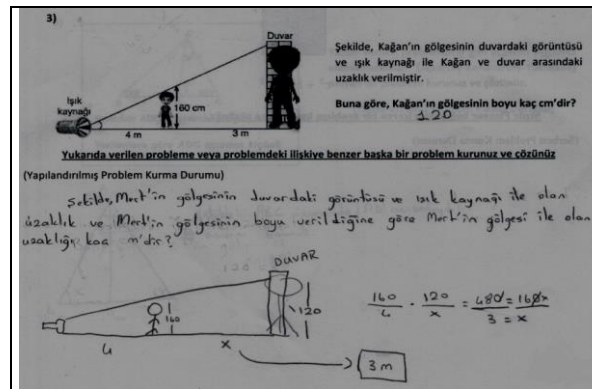 3)
Duvar
Işık
kaynağı
160 cm
4 m
3 m
Şekilde, Kağan'ın gölgesinin duvardaki görüntüsü
ve ışık kaynağı ile Kağan ve duvar arasındaki
uzaklık verilmiştir.
Buna göre, Kağan'ın gölgesinin boyu kaç cm'dir?
120
Yukarıda verilen probleme veya problemdeki ilişkiye benzer başka bir problem kurunuz ve çözünüz
(Yapılandırılmış Problem Kurma Durumu)
Şekilde, Mert'in gölgesinin duvardaki görüntüsü ve ışık kaynağı ile olan
uzaklık ve Mert'in gölgesinin boyu verildiğine göre Mert'in gölgesi ile olan
uzaklığı kaç m'dir?
DUVAR
160
120
4
x
3 m
160/4 · 120/x = 480/3 = 160x/= x